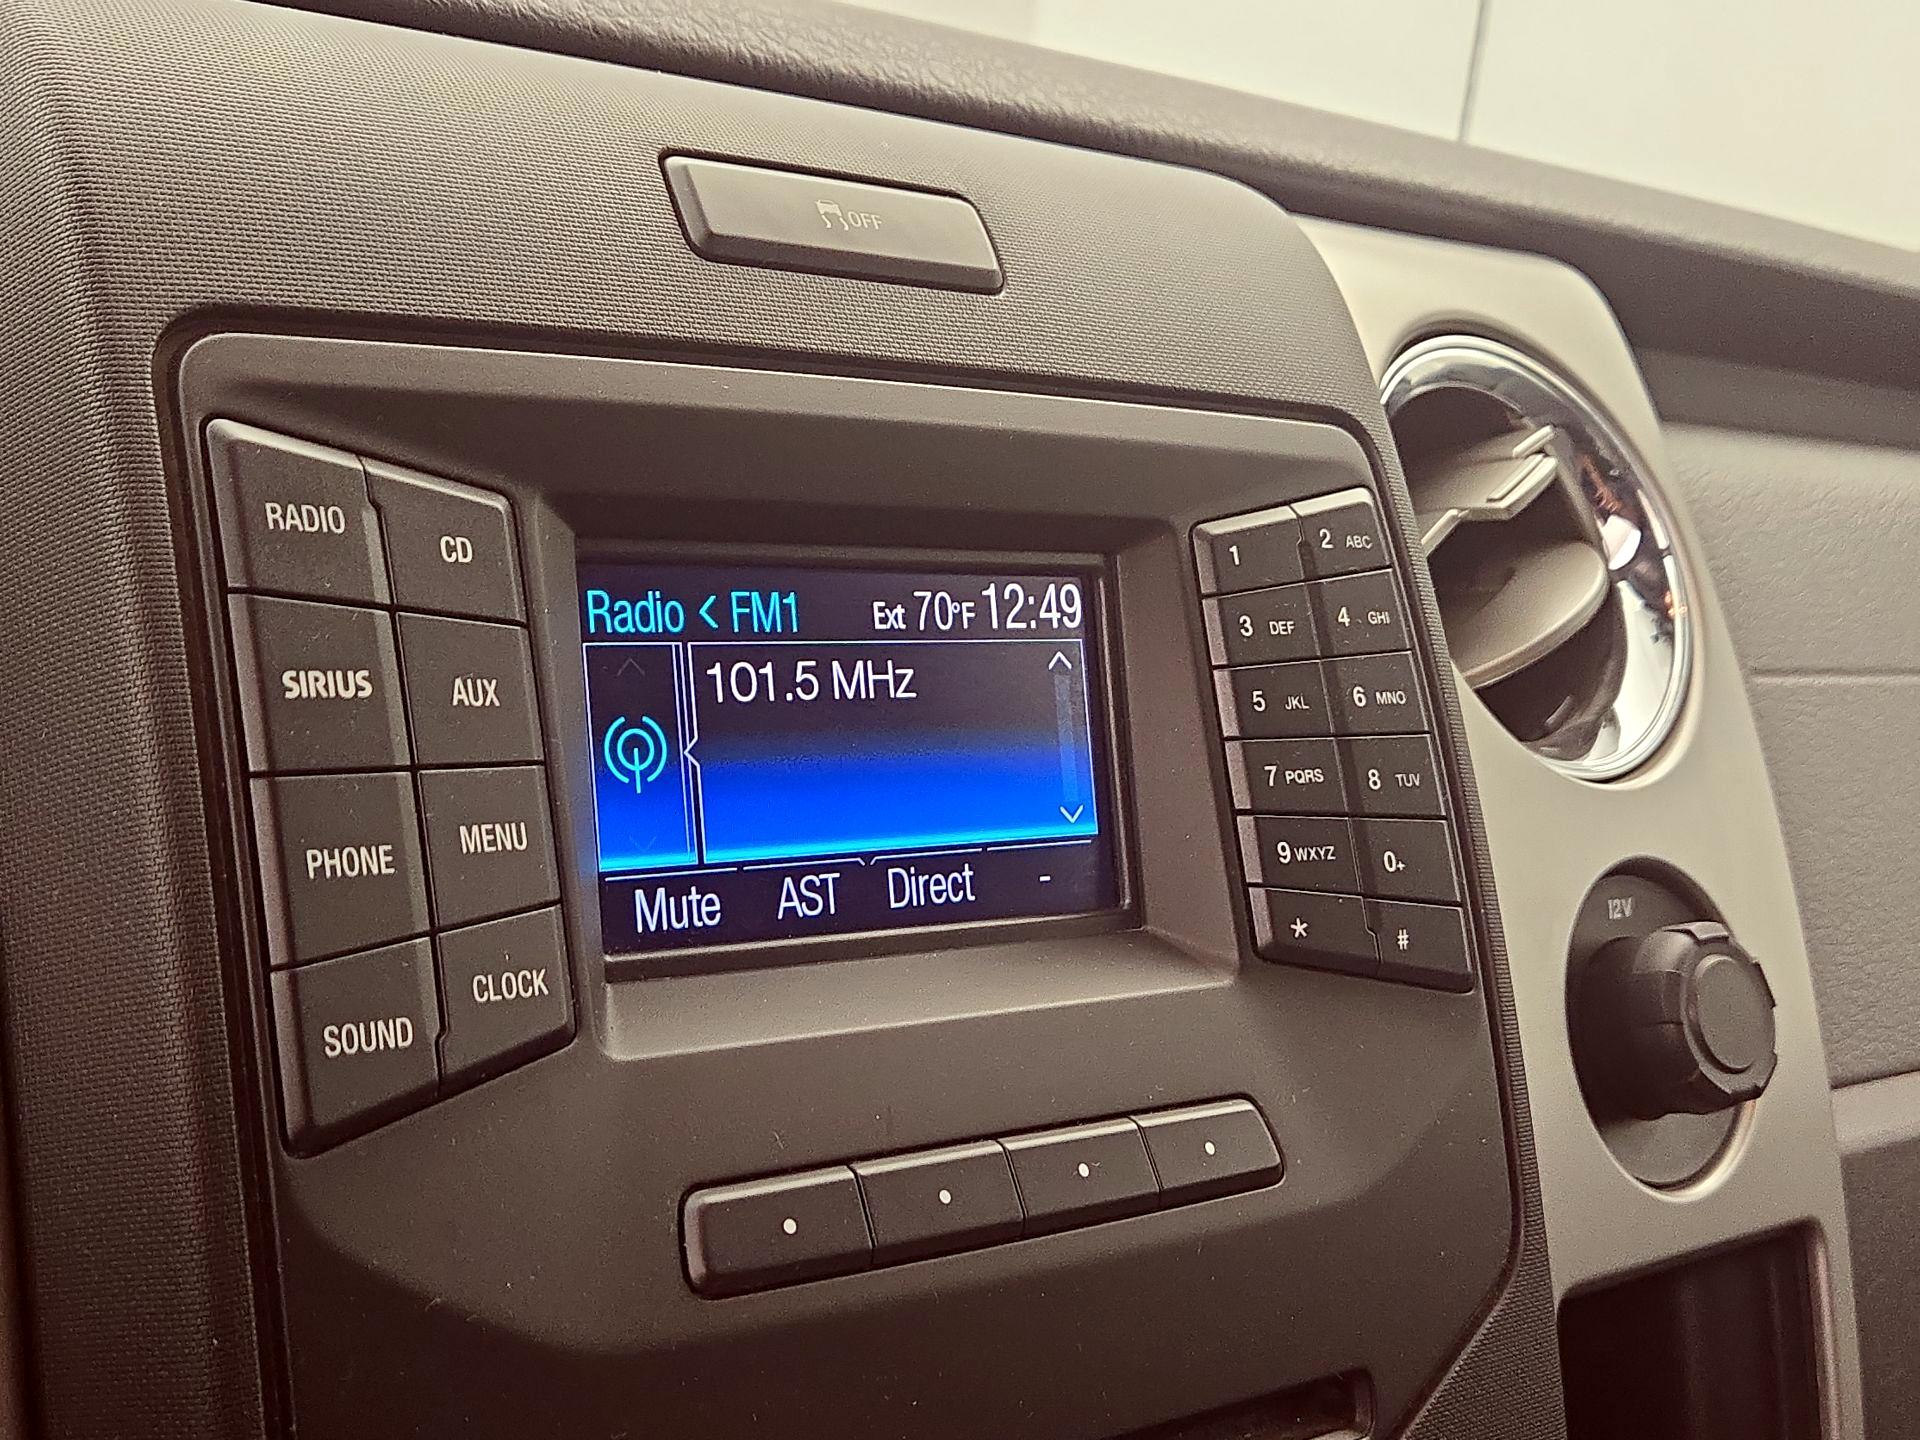 OFF
RADIO
CD
SIRIUS
AUX
PHONE
MENU
SOUND
CLOCK
Radio < FM1 Ext 70°F 12:49
101.5 MHz
Mute AST Direct -
1
2 ABC
3 DEF
4 GHI
5 JKL
6 MNO
7 PQRS
8 TUV
9 WXYZ
0+
*
#
12V